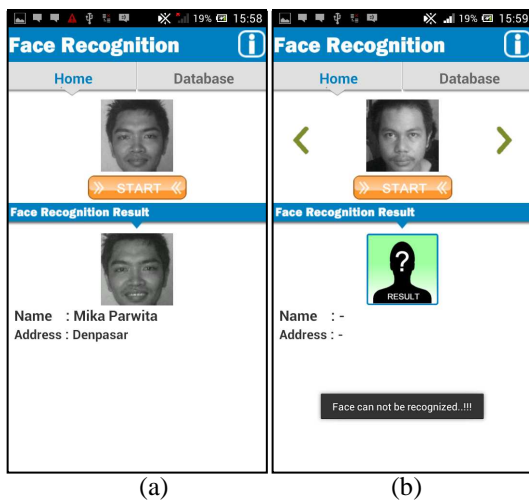 19% 15:58
Face Recognition
Home Database
START
Face Recognition Result
Name : Mika Parwita
Address : Denpasar
(a)
19% 15:59
Face Recognition
Home Database
START
Face Recognition Result
?
RESULT
Name : -
Address : -
Face can not be recognized..!!!
(b)